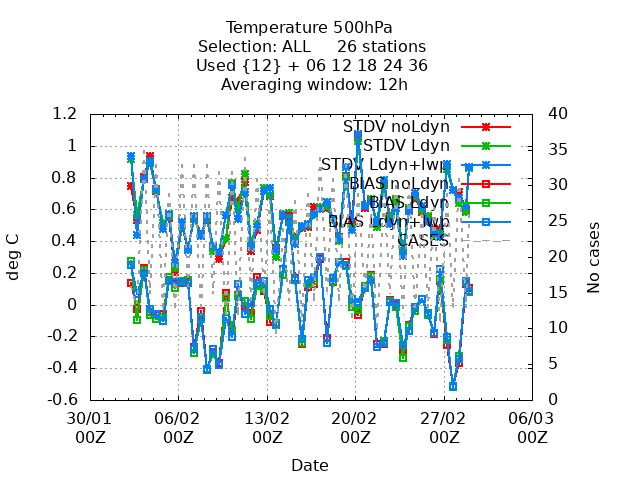 Temperature 500hPa
Selection: ALL 26 stations
Used {12} + 06 12 18 24 36
Averaging window: 12h
1.2
1
0.8
0.6
0.4
0.2
0
-0.2
-0.4
-0.6
deg C
40
35
30
25
20
15
10
5
0
No cases
STDV noLdyn
STDV Ldyn
STDV Ldyn+lwp
BIAS noLdyn
BIAS Ldyn
BIAS Ldyn+lwp
CASES
30/01 06/02 13/02 20/02 27/02 06/03
00Z 00Z 00Z 00Z 00Z 00Z
Date